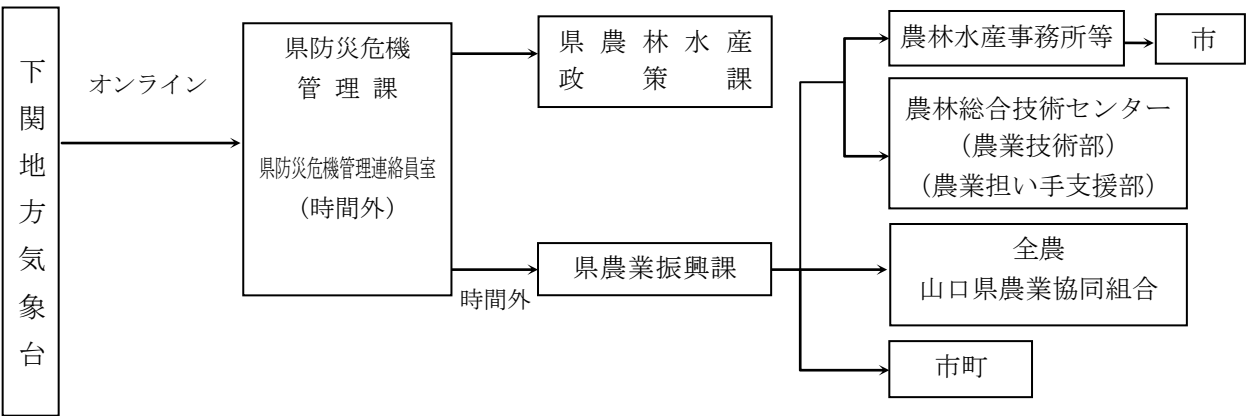 下関地方気象台
オンライン
県防災危機
管理課
県防災危機管理連絡員室
（時間外）
県農林水産
政策課
時間外
県農業振興課
農林水産事務所等
市
農林総合技術センター
（農業技術部）
（農業担い手支援部）
全農
山口県農業協同組合
市町